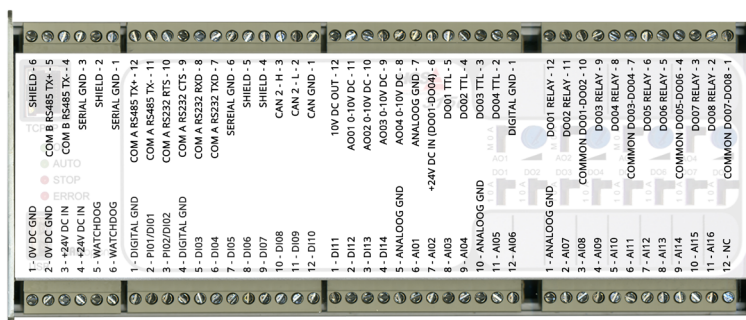 SHIELD - 6
COM B RS485 TX+ - 5
COM B RS485 TX- - 4
SERIAL GND - 3
SHIELD - 2
SERIAL GND - 1
COM A RS485 TX+ - 12
COM A RS485 TX- - 11
COM A RS232 RTS - 10
COM A RS232 CTS - 9
COM A RS232 RXD - 8
COM A RS232 TXD - 7
SEREIAL GND - 6
SHIELD - 5
SHIELD - 4
CAN 2 - H - 3
CAN 2 - L - 2
CAN GND - 1
10V DC OUT - 12
AO01 0-10V DC - 11
AO02 0-10V DC - 10
AO03 0-10V DC - 9
AO04 0-10V DC - 8
ANALOOG GND - 7
+24V DC IN (DO01-DO04) - 6
DO01 TTL - 5
DO02 TTL - 4
DO03 TTL - 3
DO04 TTL - 2
DIGITAL GND - 1
DO01 RELAY - 12
DO02 RELAY - 11
COMMON DO01-DO02 - 10
DO03 RELAY - 9
DO04 RELAY - 8
COMMON DO03-DO04 - 7
DO05 RELAY - 6
DO06 RELAY - 5
COMMON DO05-DO06 - 4
DO07 RELAY - 3
DO08 RELAY - 2
COMMON DO07-DO08 - 1
AUTO
STOP
ERROR
1 - 0V DC GND
2 - 0V DC GND
3 - +24V DC IN
4 - +24V DC IN
5 - WATCHDOG
6 - WATCHDOG
1 - DIGITAL GND
2 - PI01/DI01
3 - PI02/DI02
4 - DIGITAL GND
5 - DI03
6 - DI04
7 - DI05
8 - DI06
9 - DI07
10 - DI08
11 - DI09
12 - DI10
1 - DI11
2 - DI12
3 - DI13
4 - DI14
5 - ANALOOG GND
6 - AI01
7 - AI02
8 - AI03
9 - AI04
10 - ANALOOG GND
11 - AI05
12 - AI06
1 - ANALOG GND
2 - AI07
3 - AI08
4 - AI09
5 - AI10
6 - AI11
7 - AI12
8 - AI13
9 - AI14
10 - AI15
11 - AI16
12 - NC